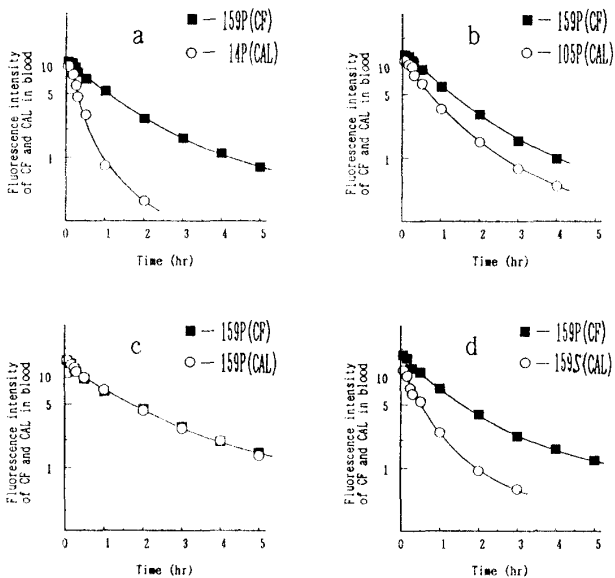 a
■ — 159P(CF)
○ — 14P(CAL)
Fluorescence intensity
of CF and CAL in blood
10
5
1
0 1 2 3 4 5
Time (hr)
b
■ — 159P(CF)
○ — 105P(CAL)
Fluorescence intensity
of CF and CAL in blood
10
5
1
0 1 2 3 4 5
Time (hr)
c
■ — 159P(CF)
○ — 159P(CAL)
Fluorescence intensity
of CF and CAL in blood
10
5
1
0 1 2 3 4 5
Time (hr)
d
■ — 159P(CF)
○ — 159S(CAL)
Fluorescence intensity
of CF and CAL in blood
10
5
1
0 1 2 3 4 5
Time (hr)